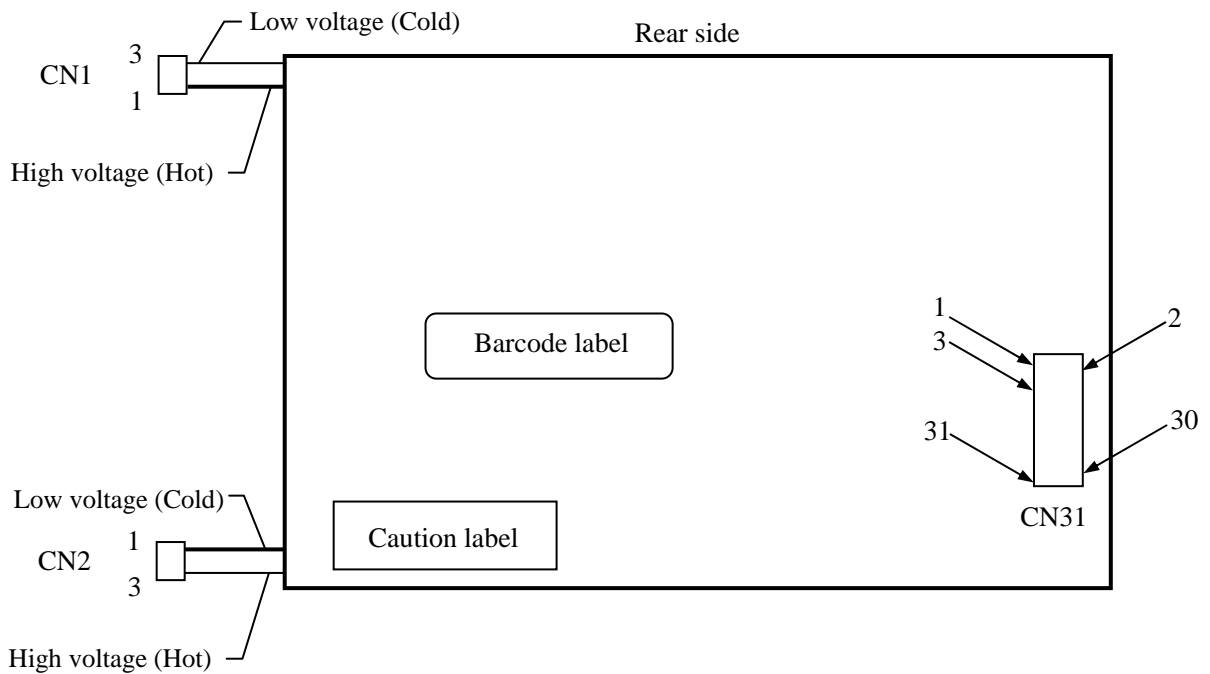 Low voltage (Cold)
Rear side
3
CN1
1
High voltage (Hot)
1
2
3
Barcode label
31
30
Low voltage (Cold)
CN31
1
Caution label
CN2
3
High voltage (Hot)